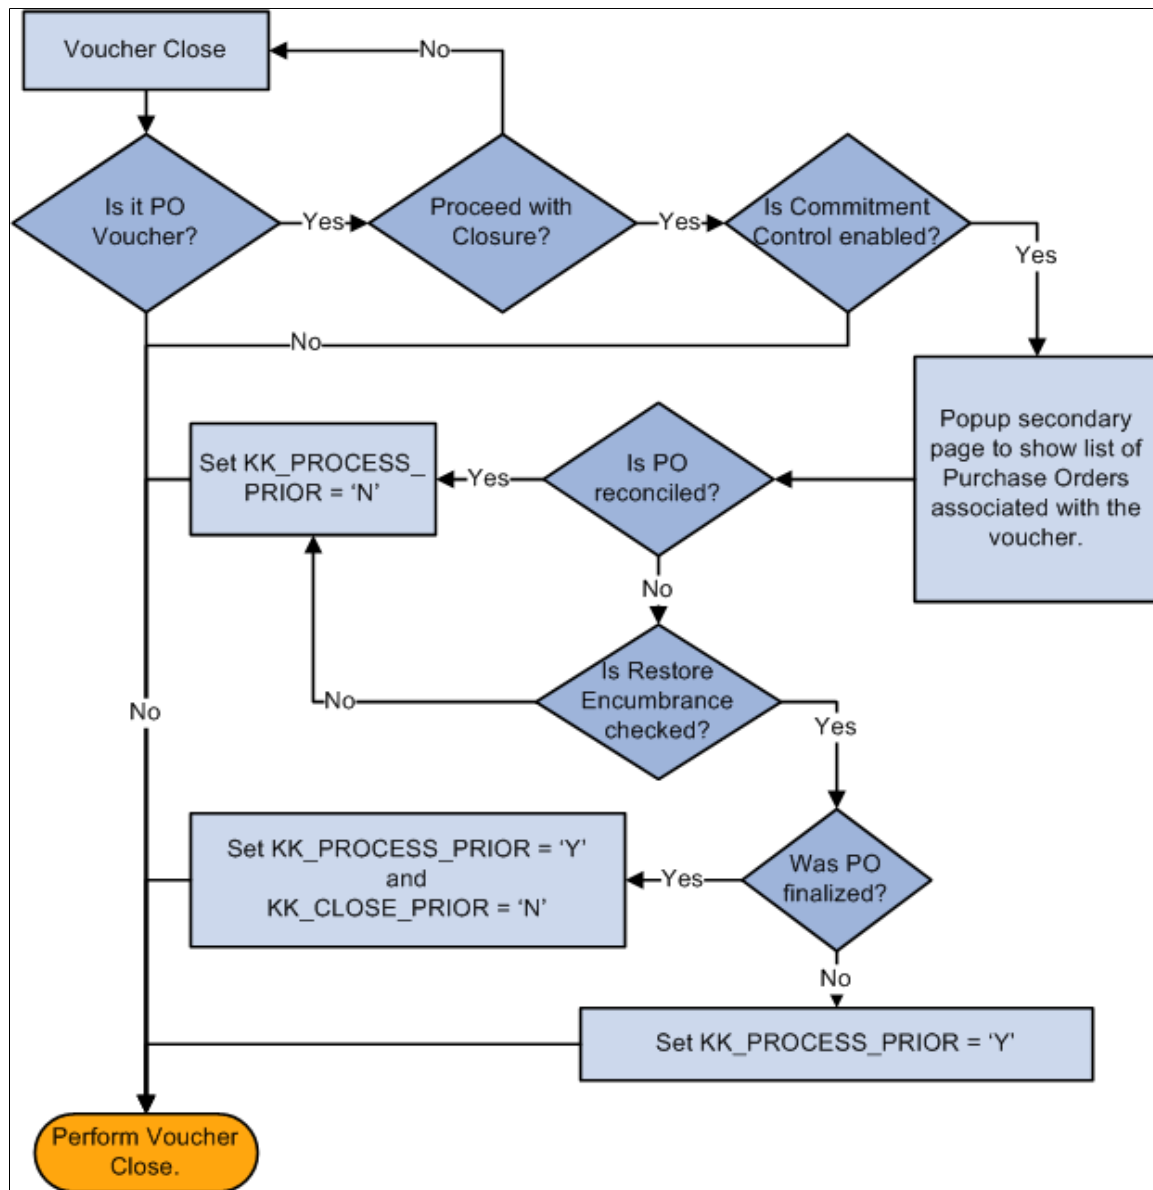 Voucher Close
No
Is it PO
Voucher?
Yes
Proceed with
Closure?
Yes
Is Commitment
Control enabled?
Yes
No
Popup secondary
page to show list of
Purchase Orders
associated with the
voucher.
Is PO
reconciled?
Yes
Set KK_PROCESS_
PRIOR = ‘N’
No
Is Restore
Encumbrance
checked?
No
Yes
No
Was PO
finalized?
Yes
Set KK_PROCESS_PRIOR = ‘Y’
and
KK_CLOSE_PRIOR = ‘N’
No
Set KK_PROCESS_PRIOR = ‘Y’
Perform Voucher
Close.